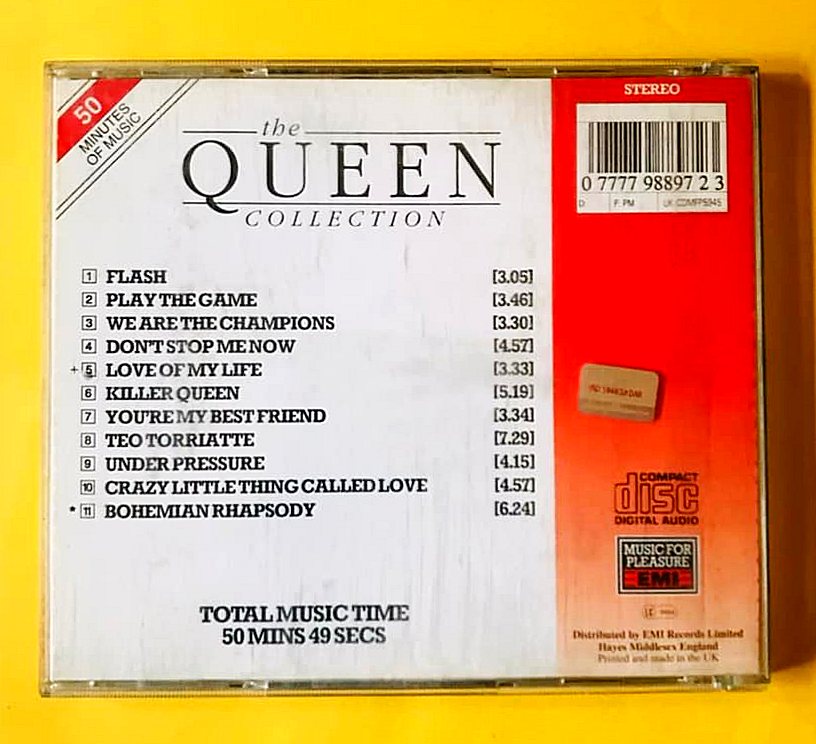 50
MINUTES
OF MUSIC
the
QUEEN
COLLECTION
1 FLASH [3.05]
2 PLAY THE GAME [3.46]
3 WE ARE THE CHAMPIONS [3.30]
4 DON'T STOP ME NOW [4.57]
+ 5 LOVE OF MY LIFE [3.33]
6 KILLER QUEEN [5.19]
7 YOU'RE MY BEST FRIEND [3.34]
8 TEO TORRIATTE [7.29]
9 UNDER PRESSURE [4.15]
10 CRAZY LITTLE THING CALLED LOVE [4.57]
* 11 BOHEMIAN RHAPSODY [6.24]
TOTAL MUSIC TIME
50 MINS 49 SECS
STEREO
0 7777 98897 2 3
D: F: PM UK: CDMFP5945
COMPACT
disc
DIGITAL AUDIO
MUSIC FOR
PLEASURE
EMI
Distributed by EMI Records Limited
Hayes Middlesex England
Printed and made in the UK